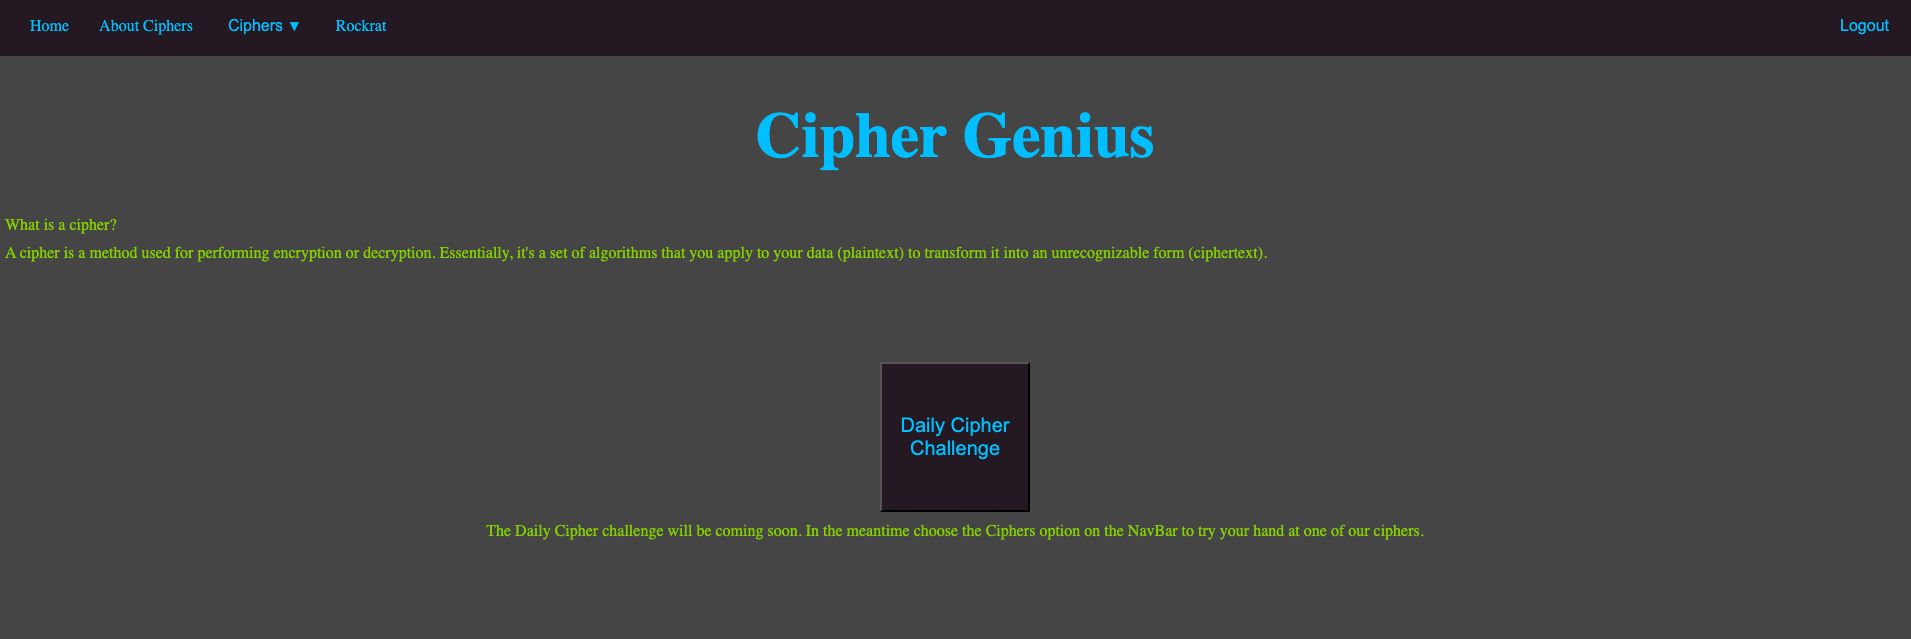 Home About Ciphers Ciphers ▼ Rockrat Logout
Cipher Genius
What is a cipher?
A cipher is a method used for performing encryption or decryption. Essentially, it's a set of algorithms that you apply to your data (plaintext) to transform it into an unrecognizable form (ciphertext).
Daily Cipher
Challenge
The Daily Cipher challenge will be coming soon. In the meantime choose the Ciphers option on the NavBar to try your hand at one of our ciphers.